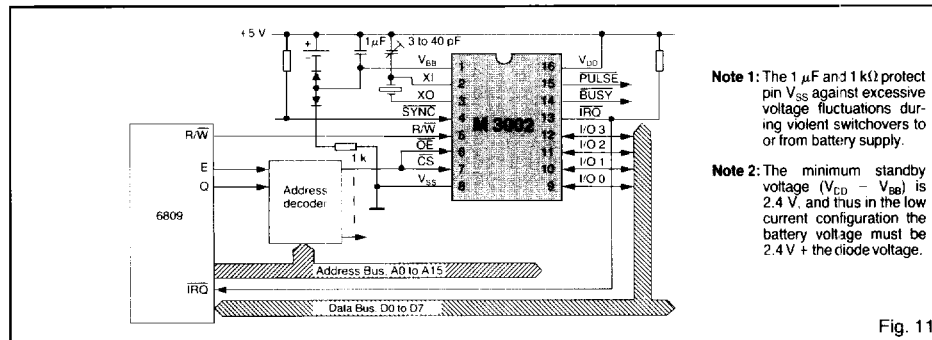 +5 V
1 µF
3 to 40 pF
V_BB
XI
XO
SYNC
R/W
R/W
OE
CS
1 k
V_SS
1
2
3
4
5
6
7
8
M 3002
16
15
14
13
12
11
10
9
V_DD
PULSE
BUSY
IRQ
I/O 3
I/O 2
I/O 1
I/O 0
E
Q
6809
Address
decoder
IRQ
Address Bus, A0 to A15
Data Bus, D0 to D7
Note 1: The 1 µF and 1 kΩ protect
pin V_SS against excessive
voltage fluctuations dur-
ing violent switchovers to
or from battery supply.
Note 2: The minimum standby
voltage (V_DD – V_BB) is
2.4 V, and thus in the low
current configuration the
battery voltage must be
2.4 V + the diode voltage.
Fig. 11